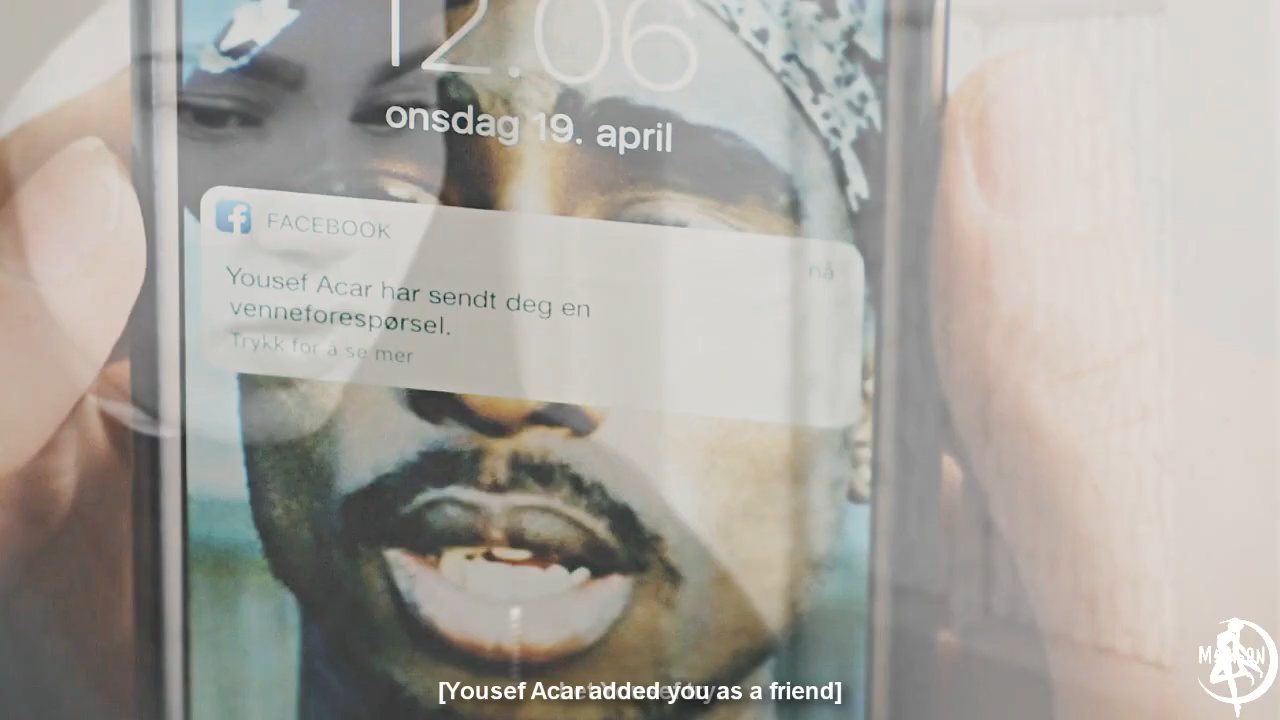 12.06
onsdag 19. april
FACEBOOK
nå
Yousef Acar har sendt deg en
venneforespørsel.
Trykk for å se mer
[Yousef Acar added you as a friend]